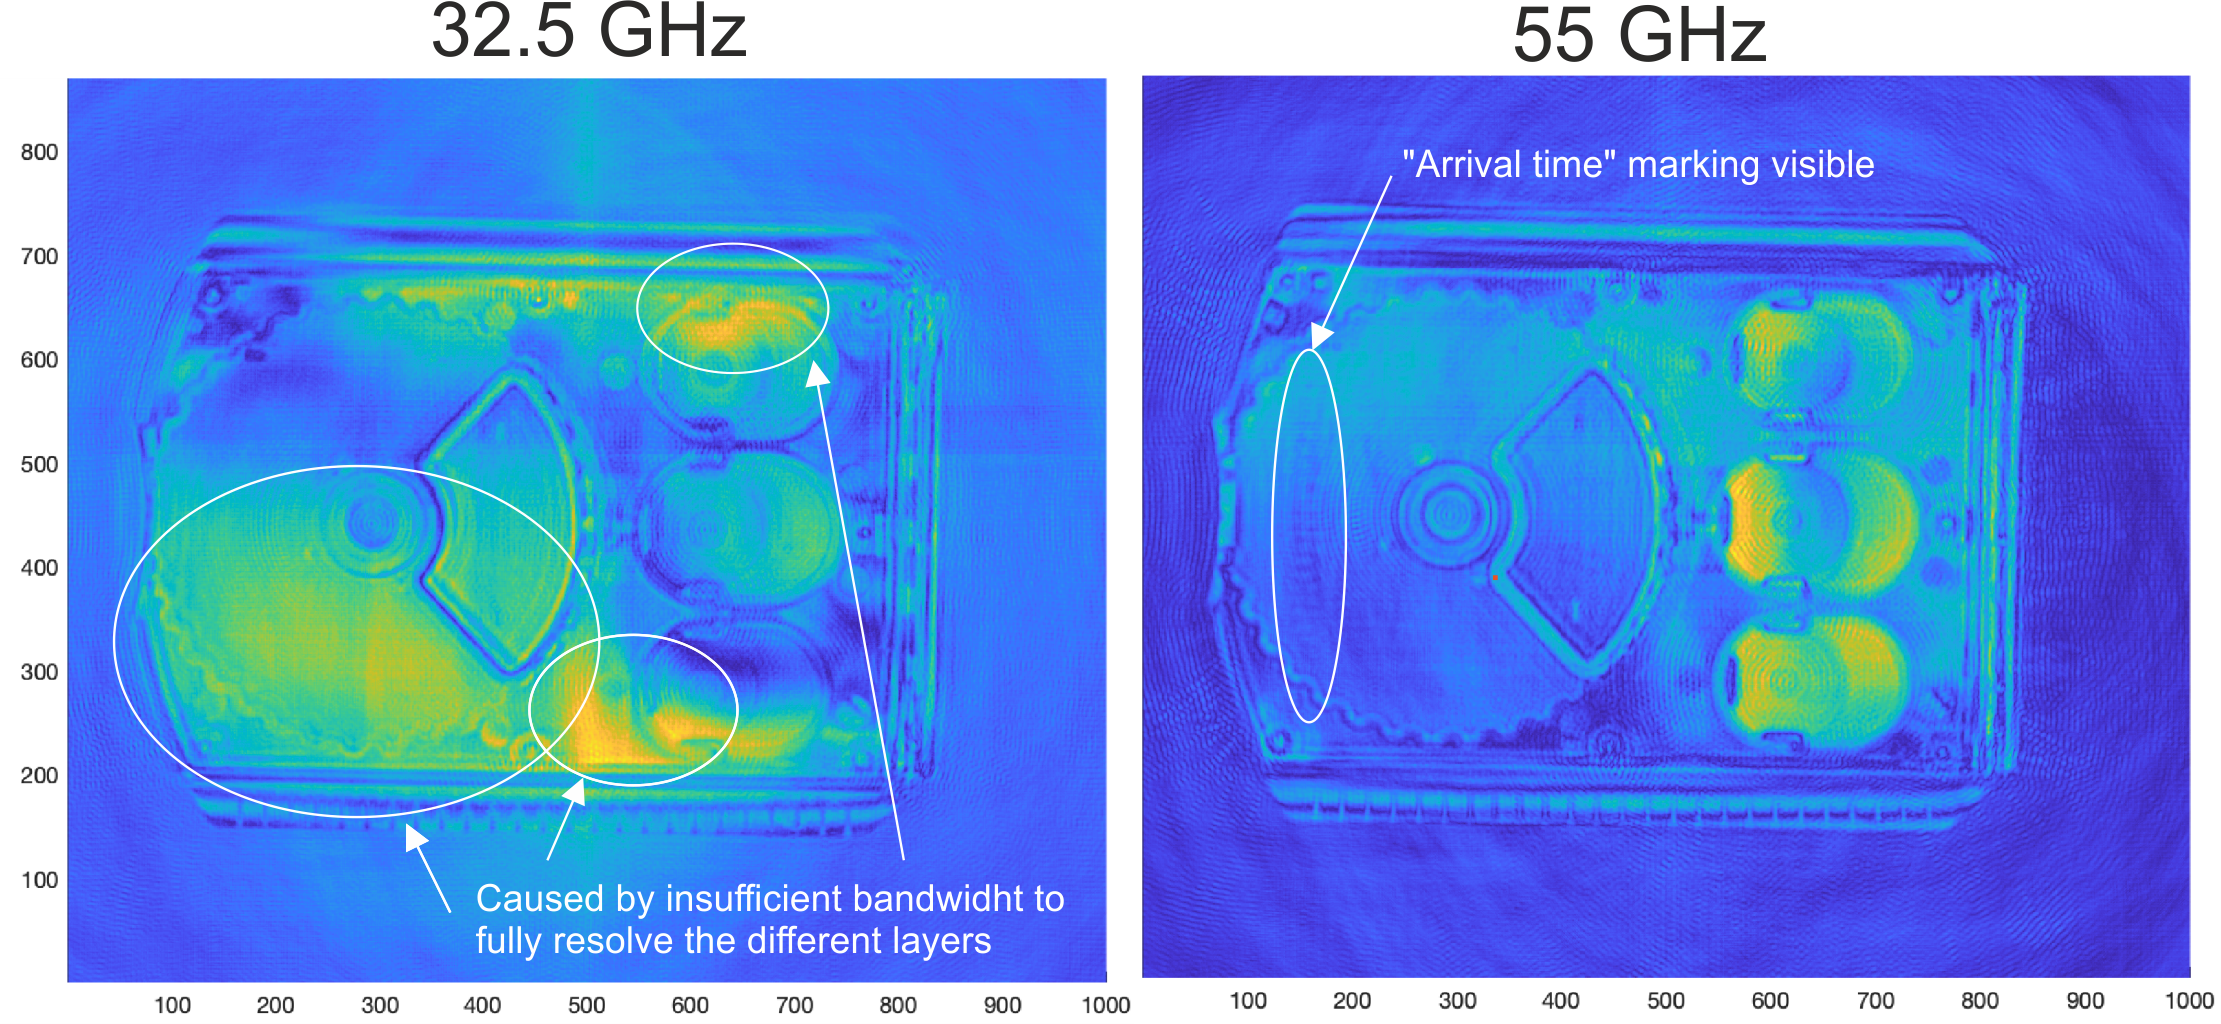 32.5 GHz
55 GHz
800
700
600
500
400
300
200
100
100 200 300 400 500 600 700 800 900 1000
"Arrival time" marking visible
Caused by insufficient bandwidht to
fully resolve the different layers
100 200 300 400 500 600 700 800 900 1000